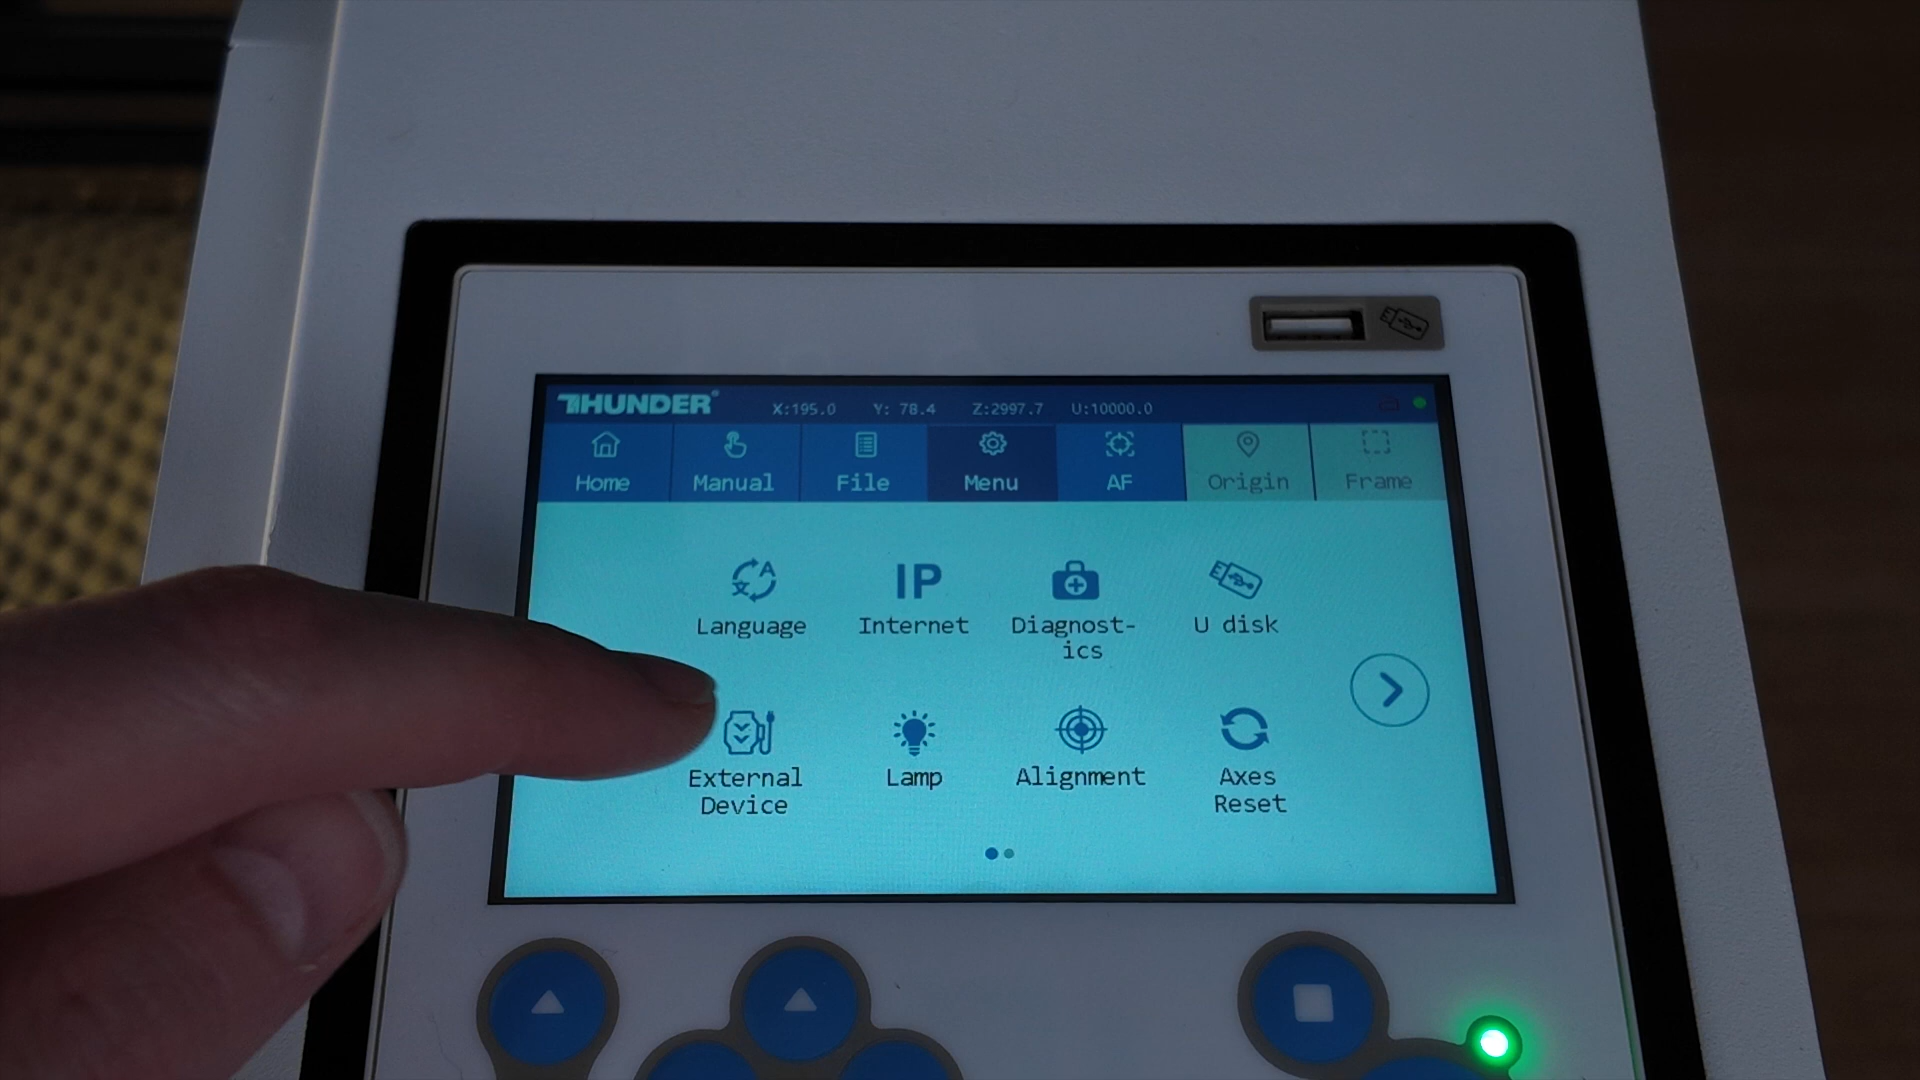 THUNDER® X:195.0 Y: 78.4 Z:2997.7 U:10000.0
Home Manual File Menu AF Origin Frame
Language IP Internet Diagnost-
ics U disk
External
Device Lamp Alignment Axes
Reset